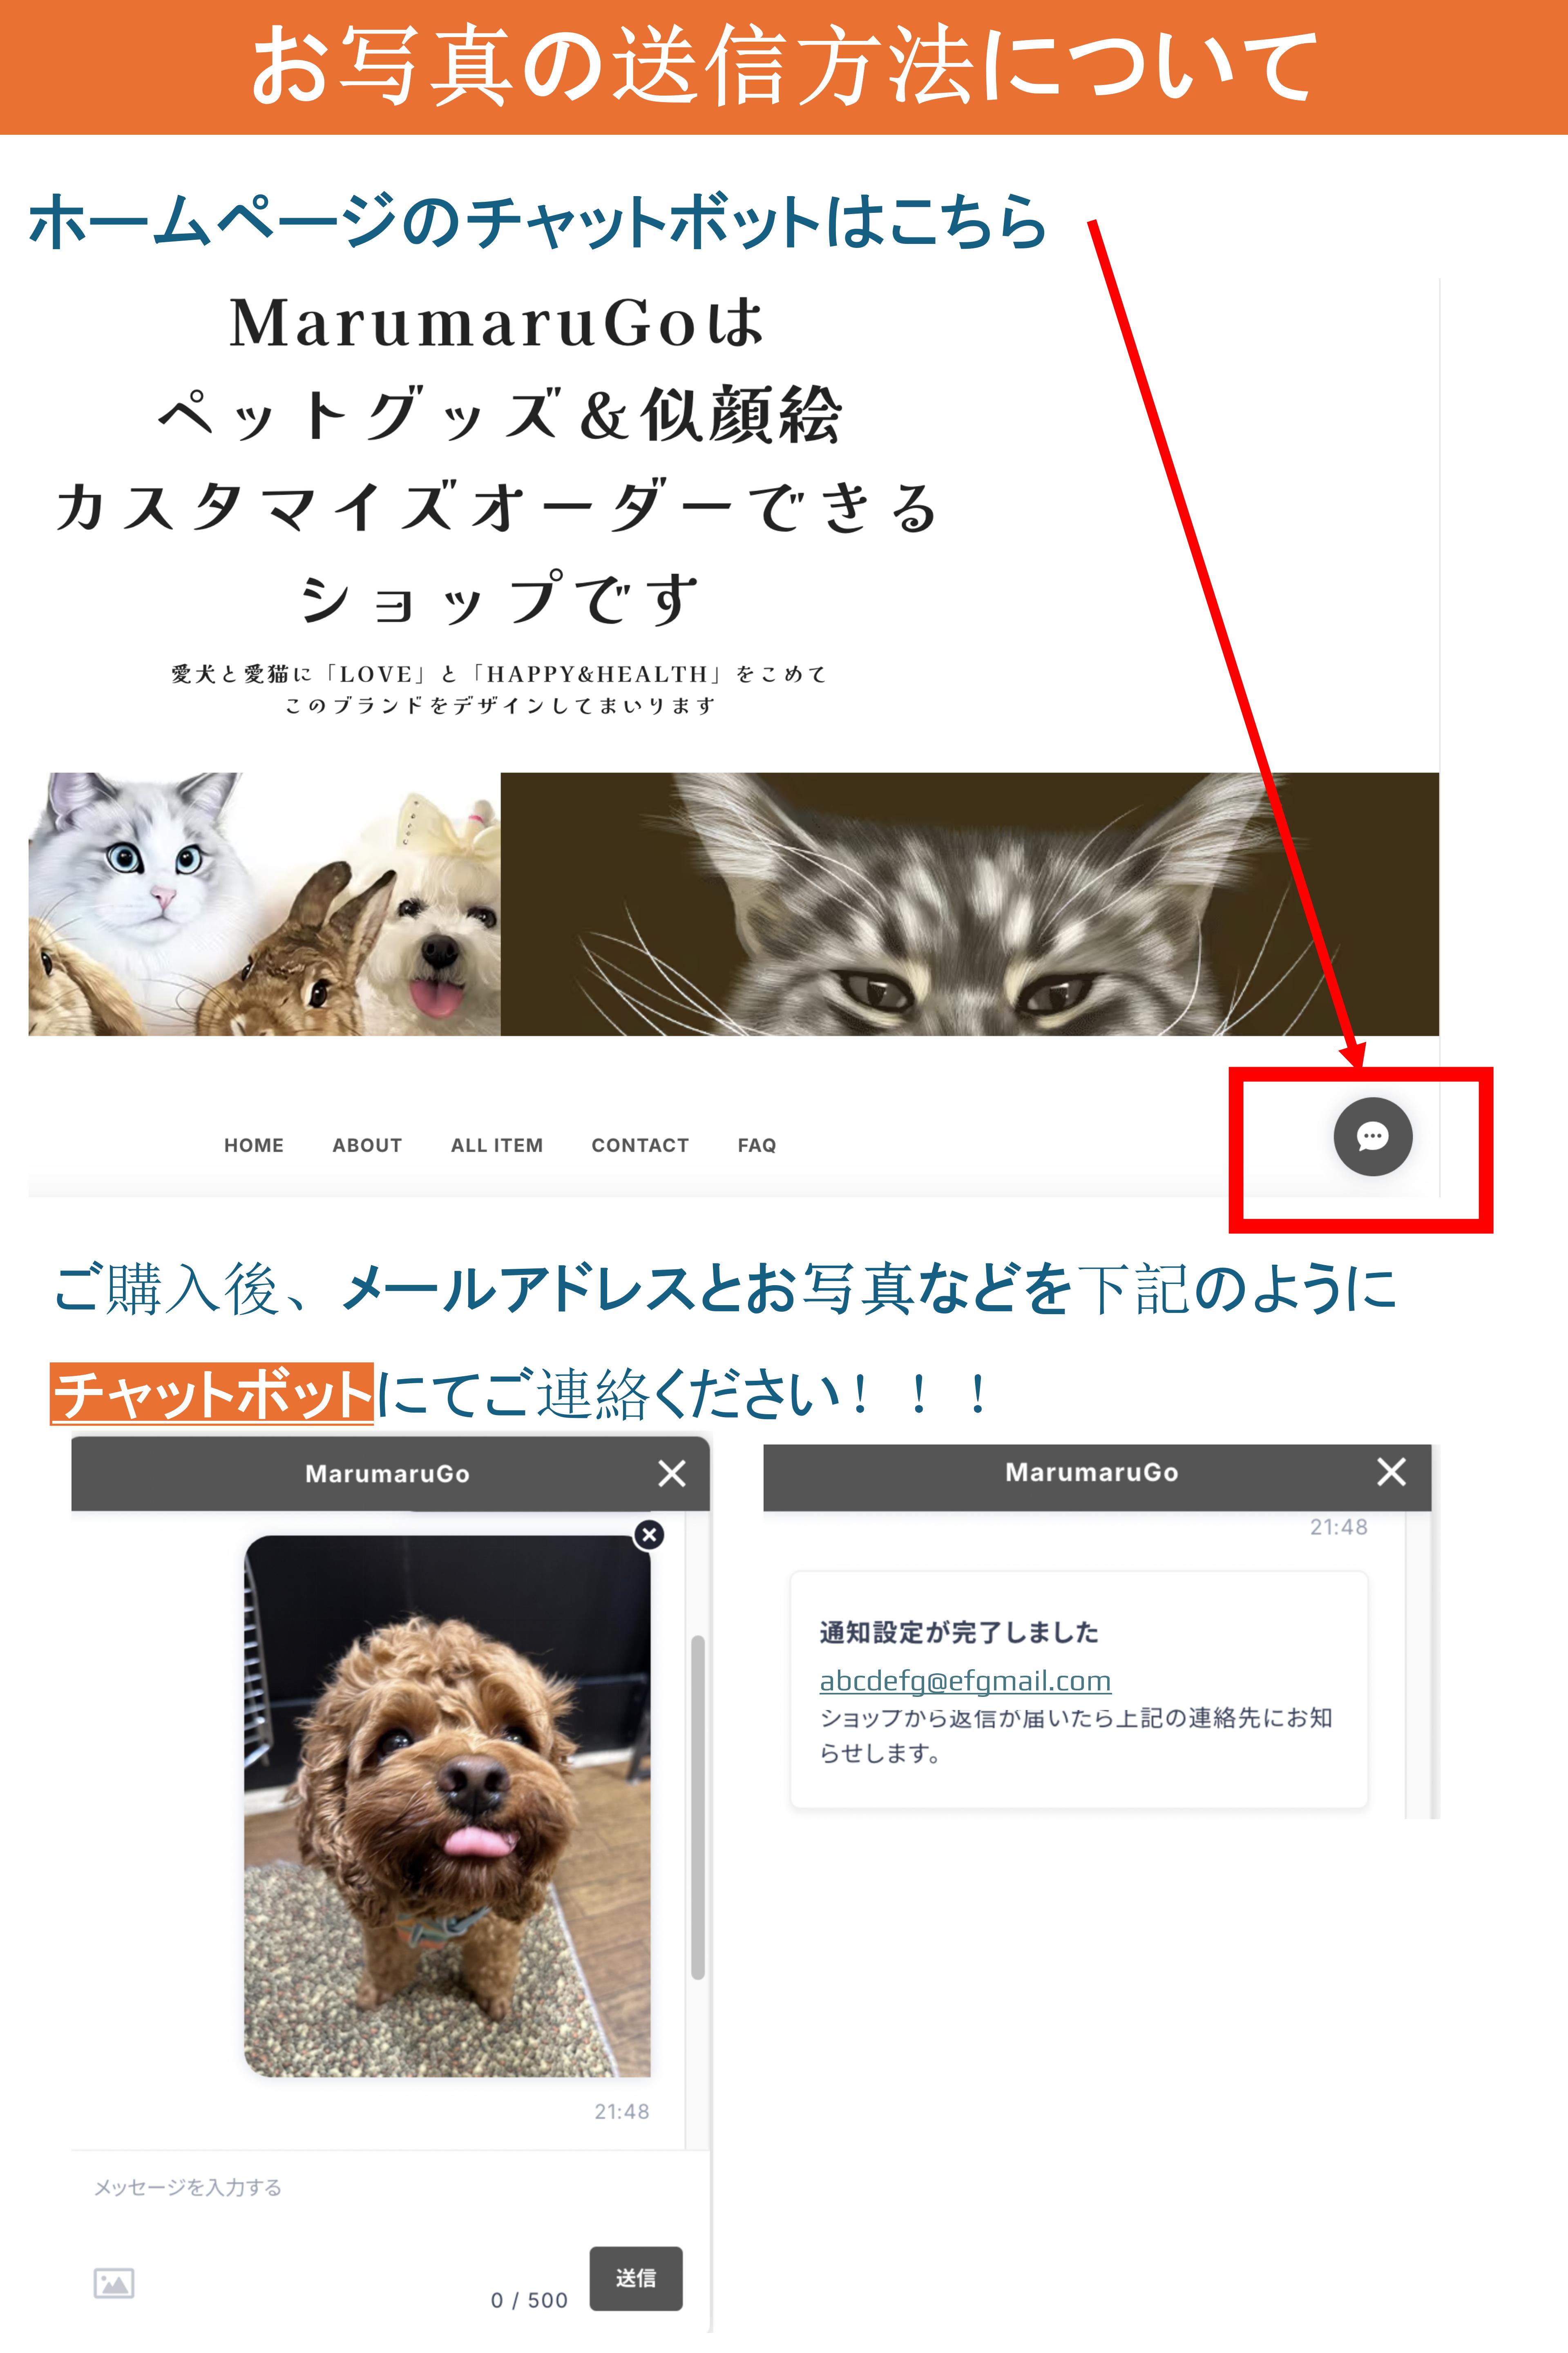 お写真の送信方法について
ホームページのチャットボットはこちら
MarumaruGoは
ペットグッズ&似顔絵
カスタマイズオーダーできる
ショップです
愛犬と愛猫に「LOVE」と「HAPPY&HEALTH」をこめて
このブランドをデザインしてまいります
HOME ABOUT ALL ITEM CONTACT FAQ
ご購入後、メールアドレスとお写真などを下記のように
チャットボットにてご連絡ください！！！
MarumaruGo
21:48
メッセージを入力する
0 / 500
送信
MarumaruGo
21:48
通知設定が完了しました
abcdefg@efgmail.com
ショップから返信が届いたら上記の連絡先にお知
らせします。